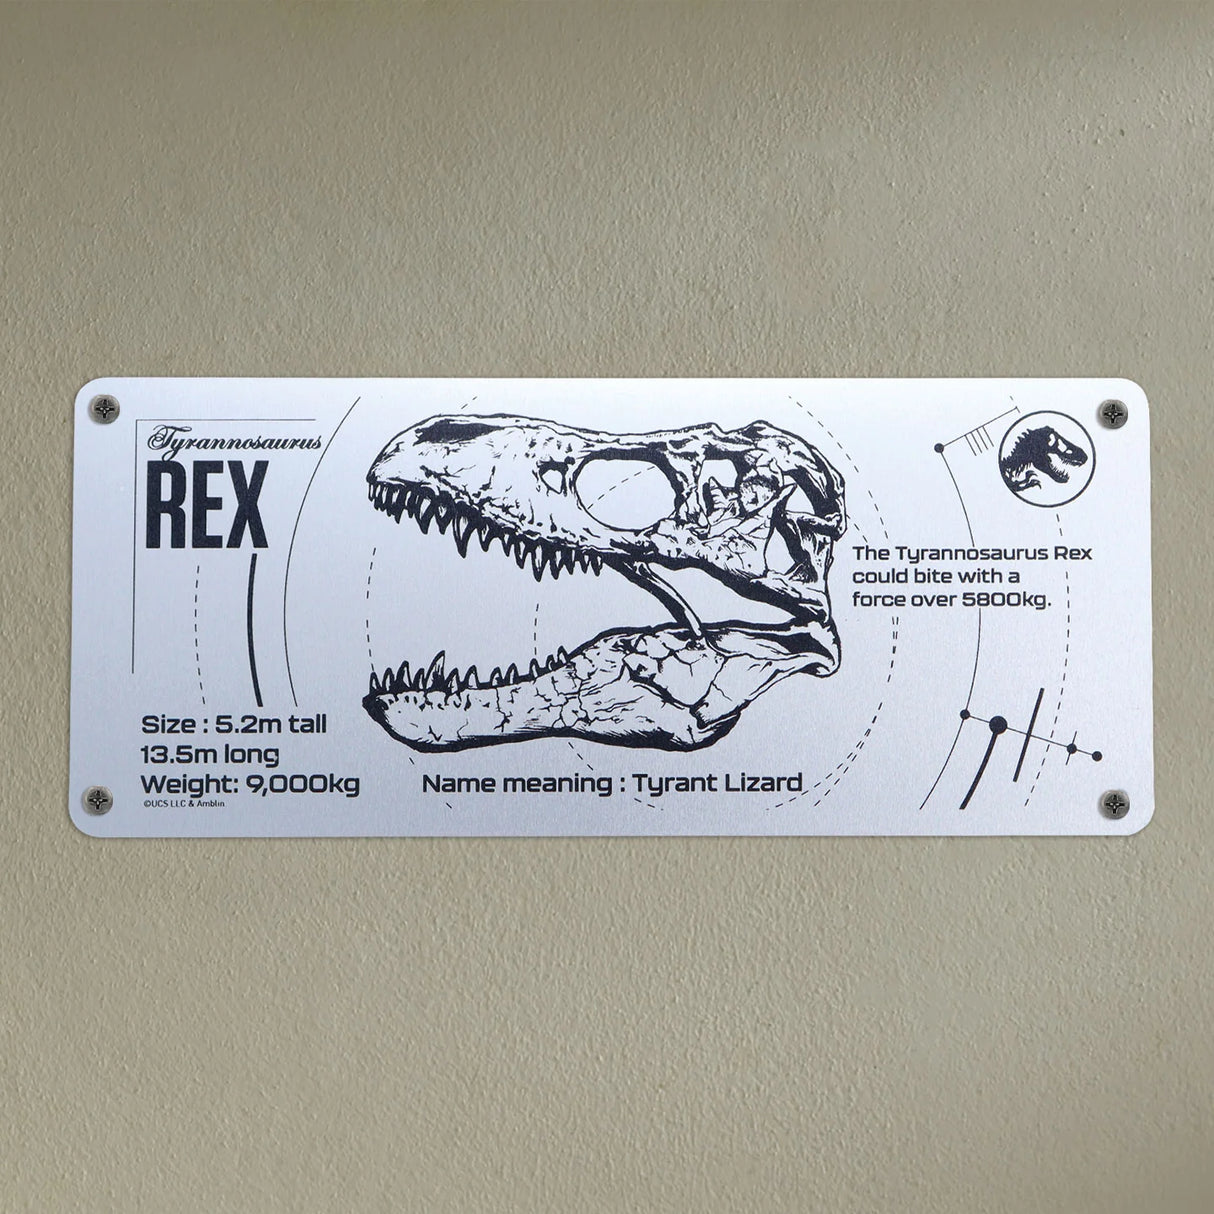 Tyrannosaurus
REX
The Tyrannosaurus Rex
could bite with a
force over 5800kg.
Size : 5.2m tall
13.5m long
Weight: 9,000kg
©UCS LLC & Amblin
Name meaning : Tyrant Lizard